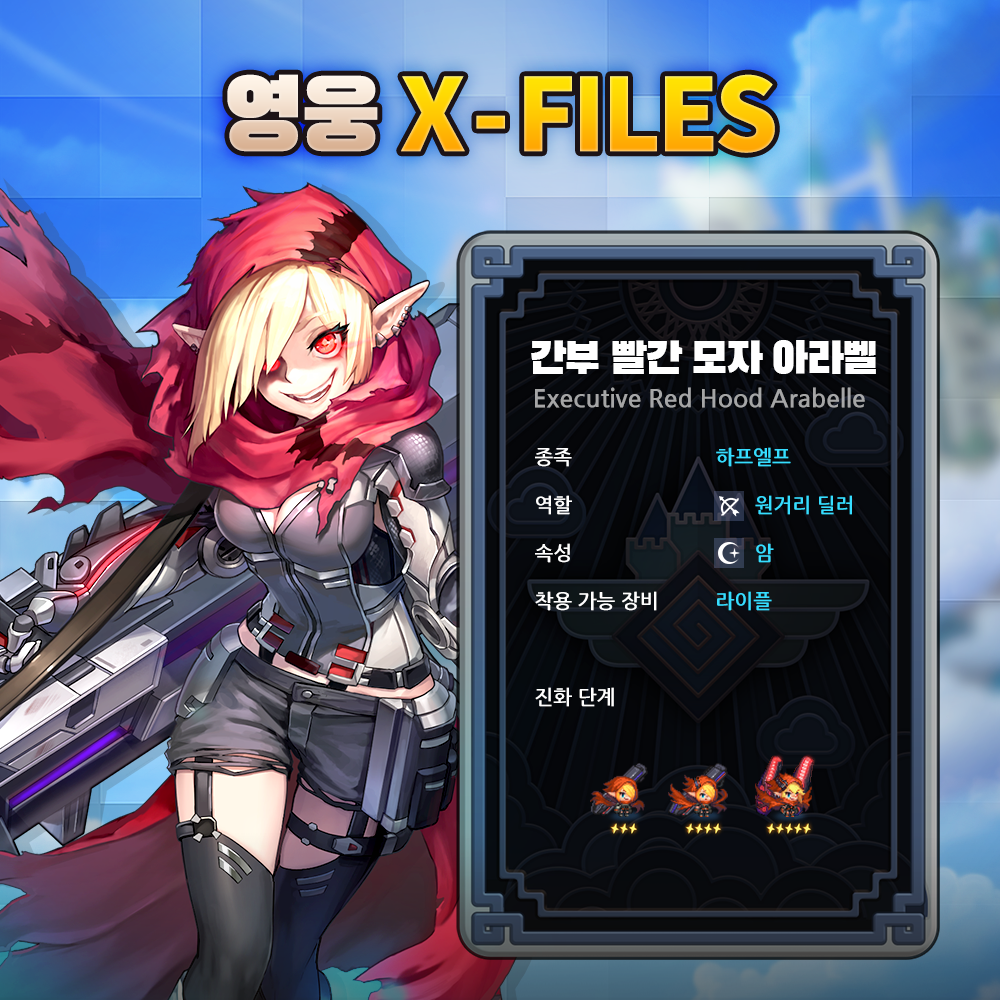 영웅 X-FILES
간부 빨간 모자 아라벨
Executive Red Hood Arabelle
종족 하프엘프
역할 원거리 딜러
속성 암
착용 가능 장비 라이플
진화 단계